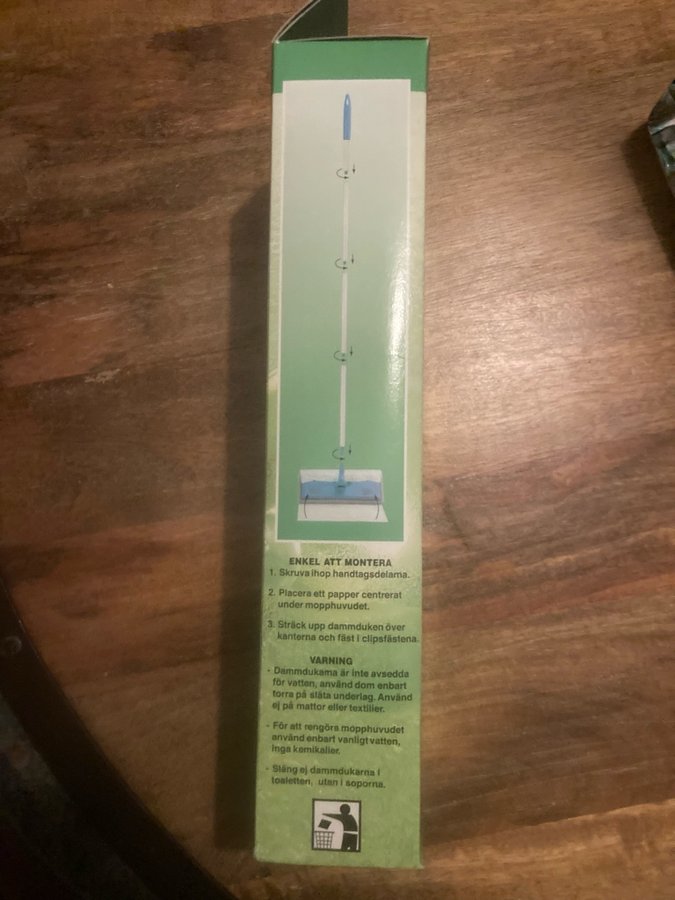 ENKEL ATT MONTERA
1. Skruva ihop handtagsdelarna.
2. Placera ett papper centrerat
under mopphuvudet.
3. Sträck upp dammduken över
kanterna och fäst i clipsfästena.
VARNING
- Dammdukarna är inte avsedda
för vatten, använd dom enbart
torra på släta underlag. Använd
ej på mattor eller textilier.
- För att rengöra mopphuvudet
använd enbart vanligt vatten,
inga kemikalier.
- Släng ej dammdukarna i
toaletten, utan i soporna.